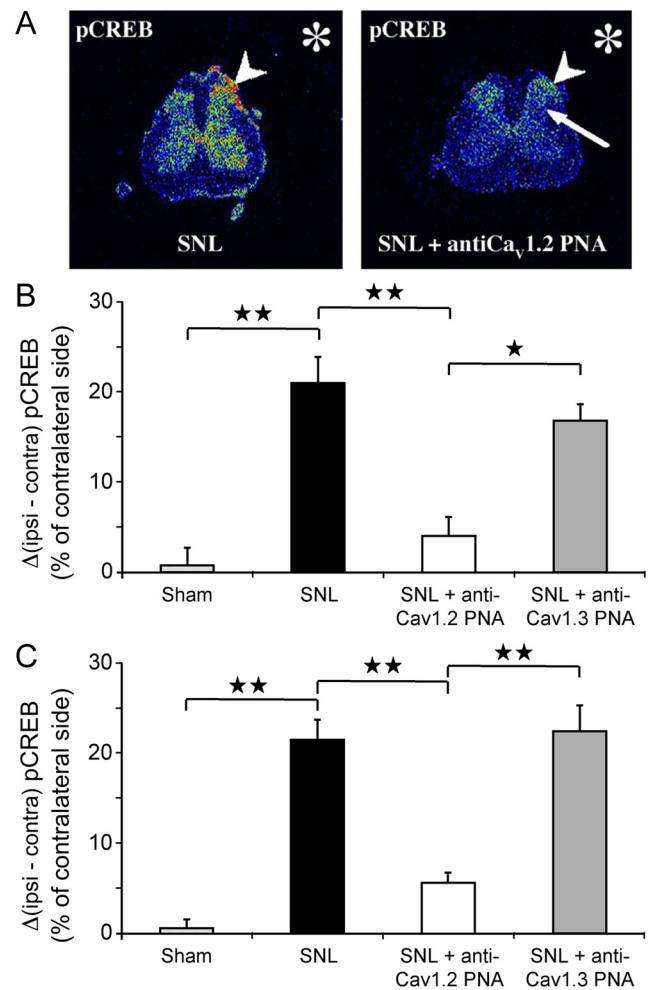 A
pCREB
*
SNL
pCREB
*
SNL + antiCaV1.2 PNA
B
Δ(ipsi - contra) pCREB
(% of contralateral side)
30
20
10
0
★★
★★
★
Sham
SNL
SNL + anti-
Cav1.2 PNA
SNL + anti-
Cav1.3 PNA
C
Δ(ipsi - contra) pCREB
(% of contralateral side)
30
20
10
0
★★
★★
★★
Sham
SNL
SNL + anti-
Cav1.2 PNA
SNL + anti-
Cav1.3 PNA